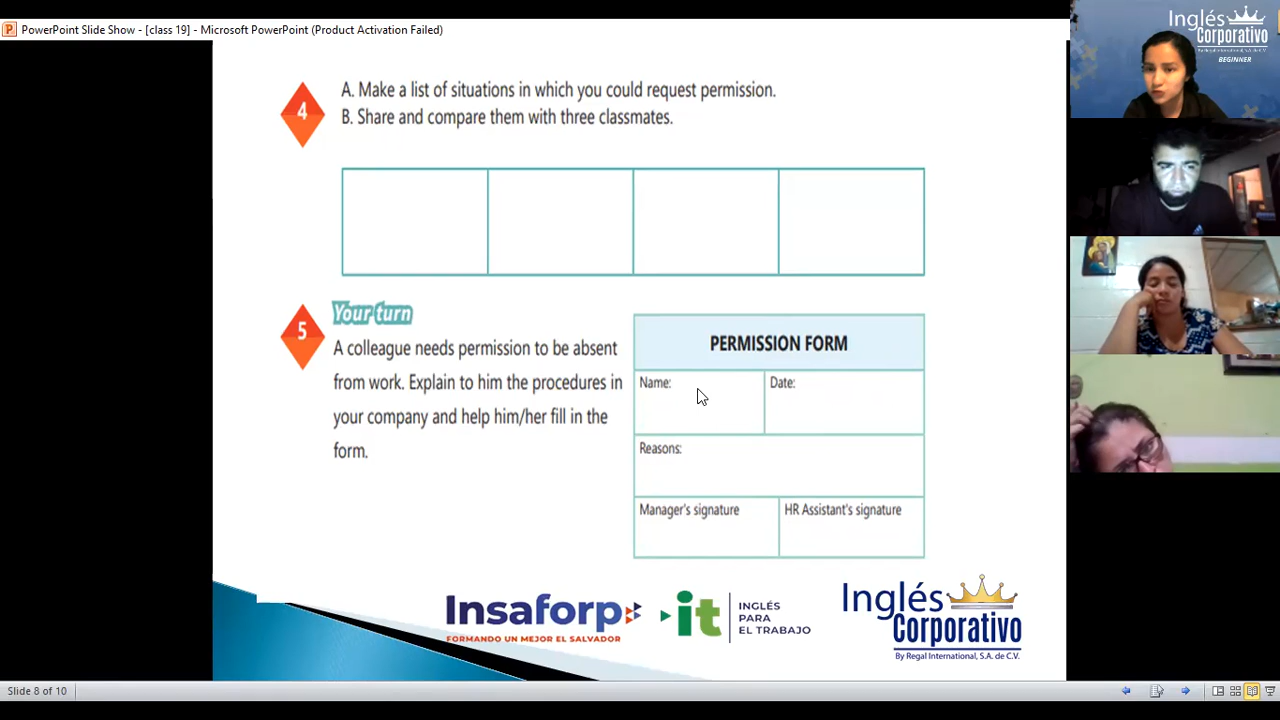 PowerPoint Slide Show - [class 19] - Microsoft PowerPoint (Product Activation Failed)
Inglés
Corporativo
By Regal International, S.A. de C.V.
BEGINNER
4
A. Make a list of situations in which you could request permission.
B. Share and compare them with three classmates.
5
Your turn
A colleague needs permission to be absent
from work. Explain to him the procedures in
your company and help him/her fill in the
form.
PERMISSION FORM
Name:
Date:
Reasons:
Manager's signature
HR Assistant's signature
Insaforp
FORMANDO UN MEJOR EL SALVADOR
it
INGLÉS
PARA
EL TRABAJO
Inglés
Corporativo
By Regal International, S.A. de C.V.
Slide 8 of 10